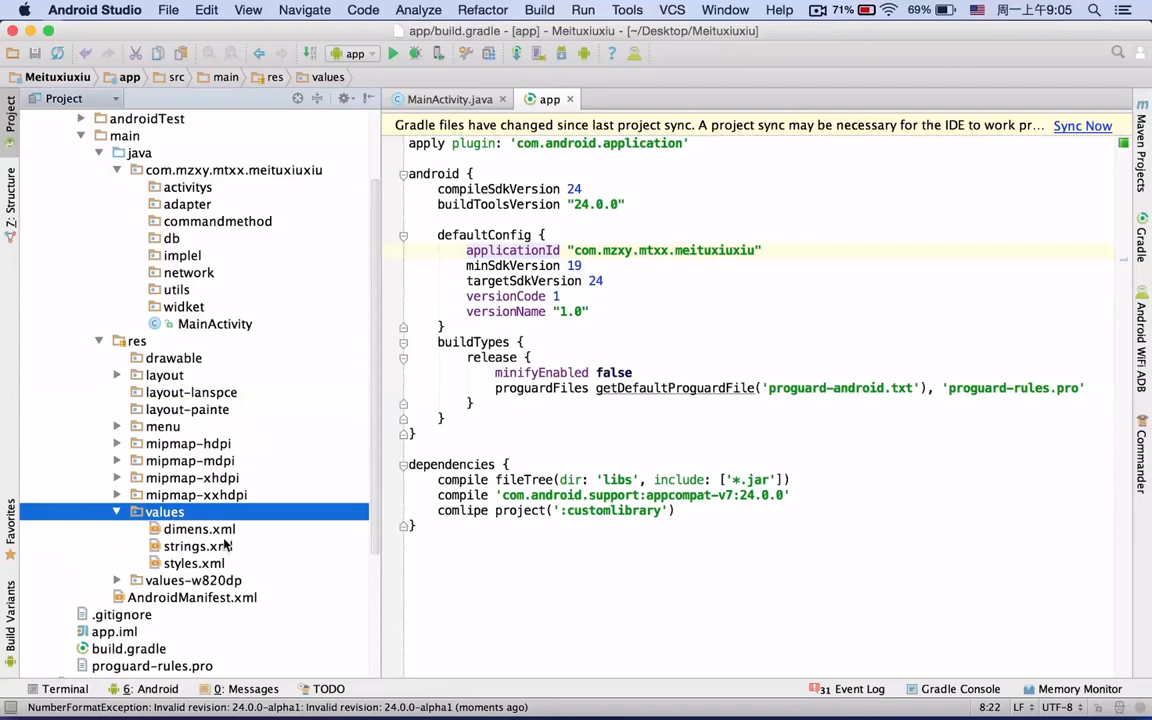 Android Studio File Edit View Navigate Code Analyze Refactor Build Run Tools VCS Window Help 71% 69% 周一上午9:05
app/build.gradle - [app] - Meituxiuxiu - [~/Desktop/Meituxiuxiu]
app
Meituxiuxiu app src main res values
Project
MainActivity.java app
Gradle files have changed since last project sync. A project sync may be necessary for the IDE to work pr... Sync Now
androidTest
main
java
com.mzxy.mtxx.meituxiuxiu
activitys
adapter
commandmethod
db
implel
network
utils
widket
MainActivity
res
drawable
layout
layout-lanspce
layout-painte
menu
mipmap-hdpi
mipmap-mdpi
mipmap-xhdpi
mipmap-xxhdpi
values
dimens.xml
strings.xml
styles.xml
values-w820dp
AndroidManifest.xml
.gitignore
app.iml
build.gradle
proguard-rules.pro
apply plugin: 'com.android.application'
android {
compileSdkVersion 24
buildToolsVersion "24.0.0"
defaultConfig {
applicationId "com.mzxy.mtxx.meituxiuxiu"
minSdkVersion 19
targetSdkVersion 24
versionCode 1
versionName "1.0"
}
buildTypes {
release {
minifyEnabled false
proguardFiles getDefaultProguardFile('proguard-android.txt'), 'proguard-rules.pro'
}
}
}
dependencies {
compile fileTree(dir: 'libs', include: ['*.jar'])
compile 'com.android.support:appcompat-v7:24.0.0'
comlipe project(':customlibrary')
}
Project
Z: Structure
Favorites
Build Variants
Maven Projects
Gradle
Android WiFi ADB
Commander
Terminal 6: Android 0: Messages TODO 31 Event Log Gradle Console Memory Monitor
NumberFormatException: Invalid revision: 24.0.0-alpha1: Invalid revision: 24.0.0-alpha1 (moments ago) 8:22 LF UTF-8